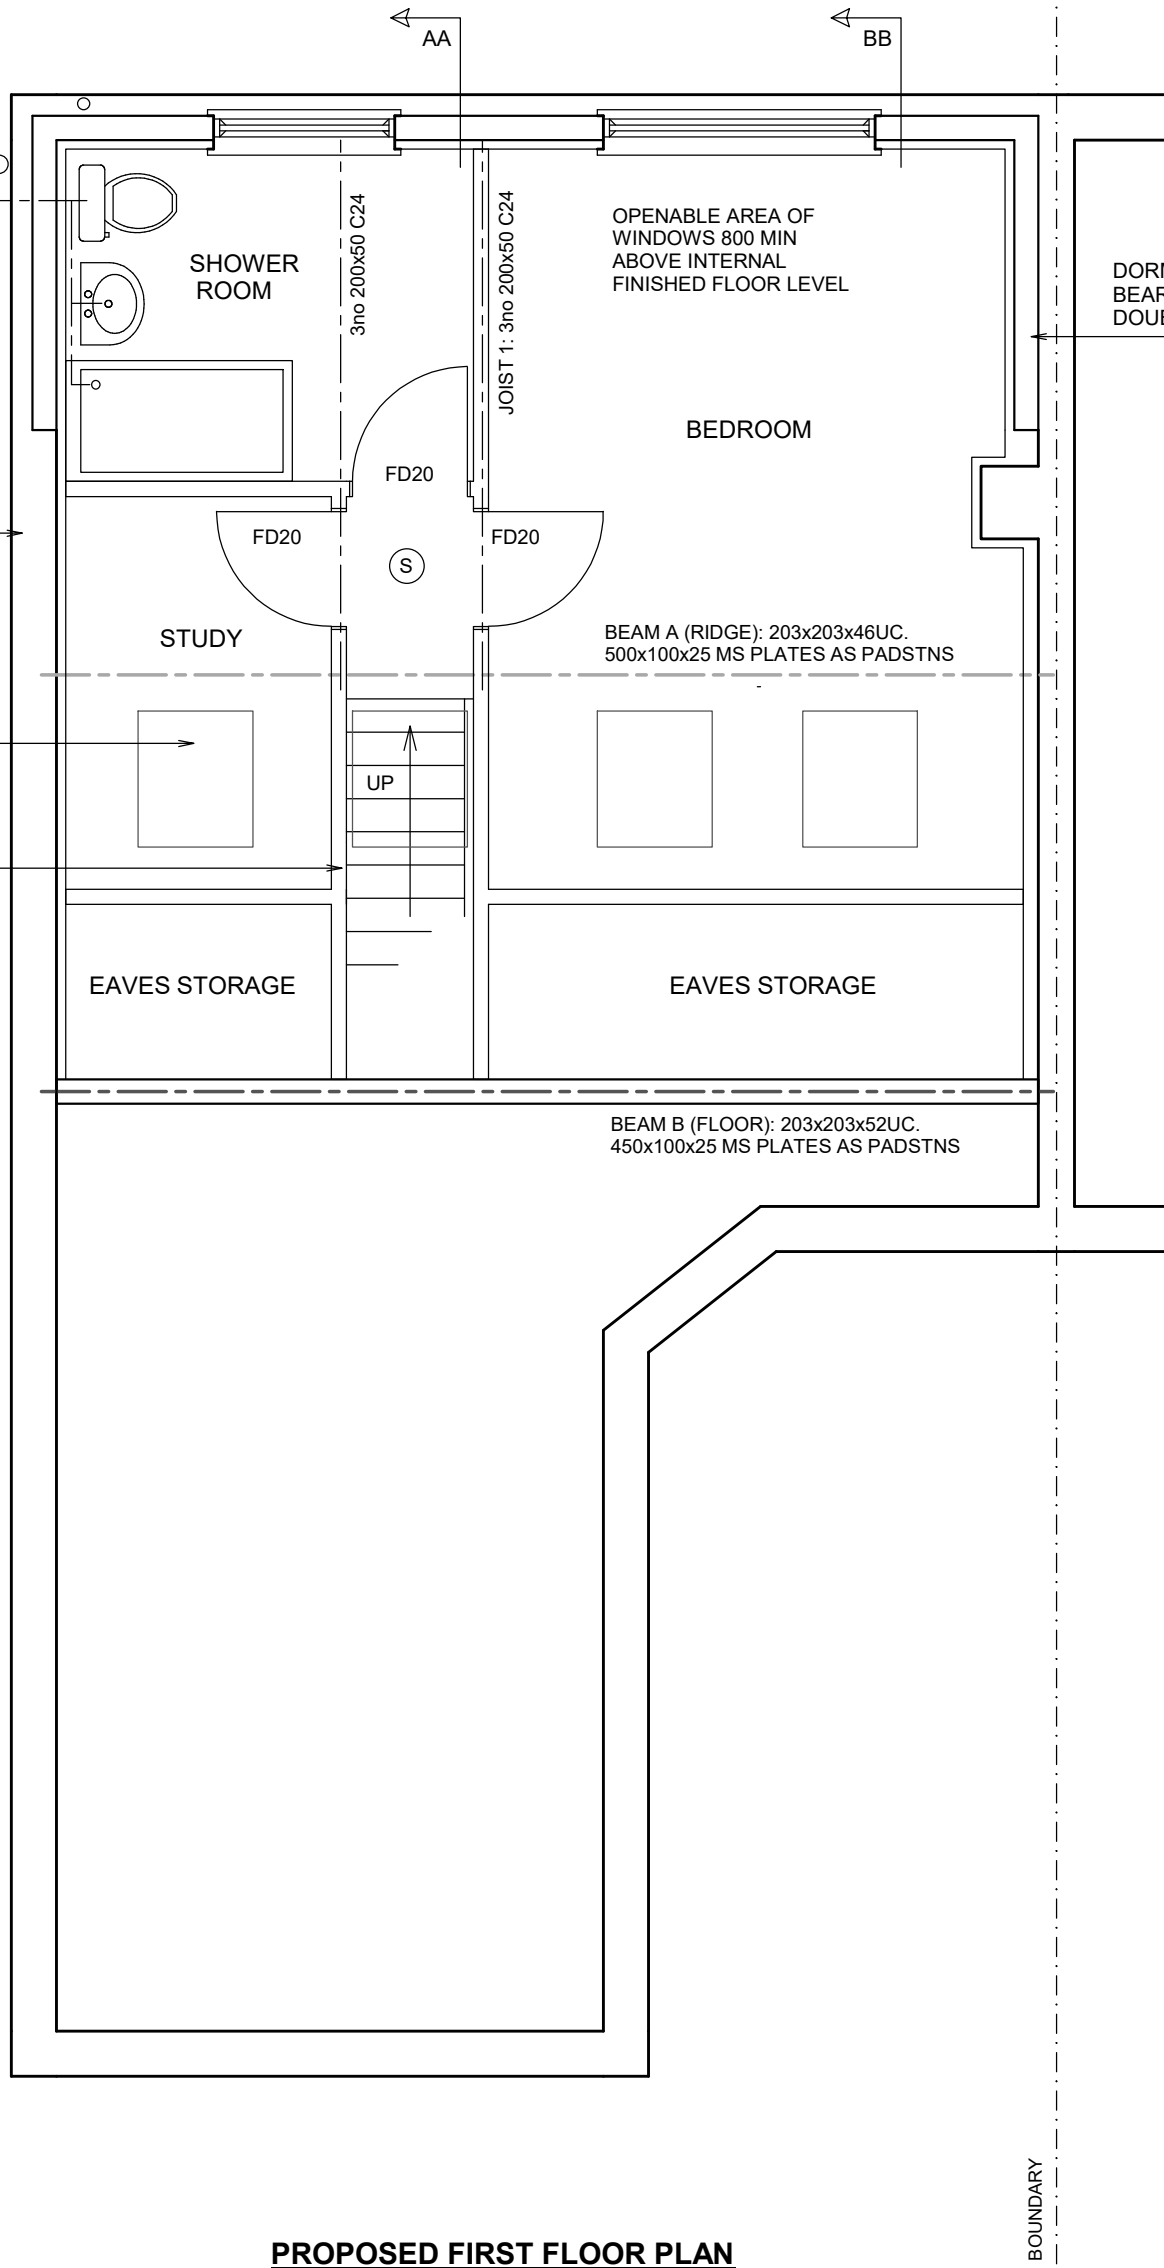 AA
BB
SHOWER
ROOM
3no 200x50 C24
JOIST 1: 3no 200x50 C24
OPENABLE AREA OF
WINDOWS 800 MIN
ABOVE INTERNAL
FINISHED FLOOR LEVEL
BEDROOM
FD20
FD20
FD20
S
STUDY
BEAM A (RIDGE): 203x203x46UC.
500x100x25 MS PLATES AS PADSTNS
UP
EAVES STORAGE
EAVES STORAGE
BEAM B (FLOOR): 203x203x52UC.
450x100x25 MS PLATES AS PADSTNS
BOUNDARY
PROPOSED FIRST FLOOR PLAN